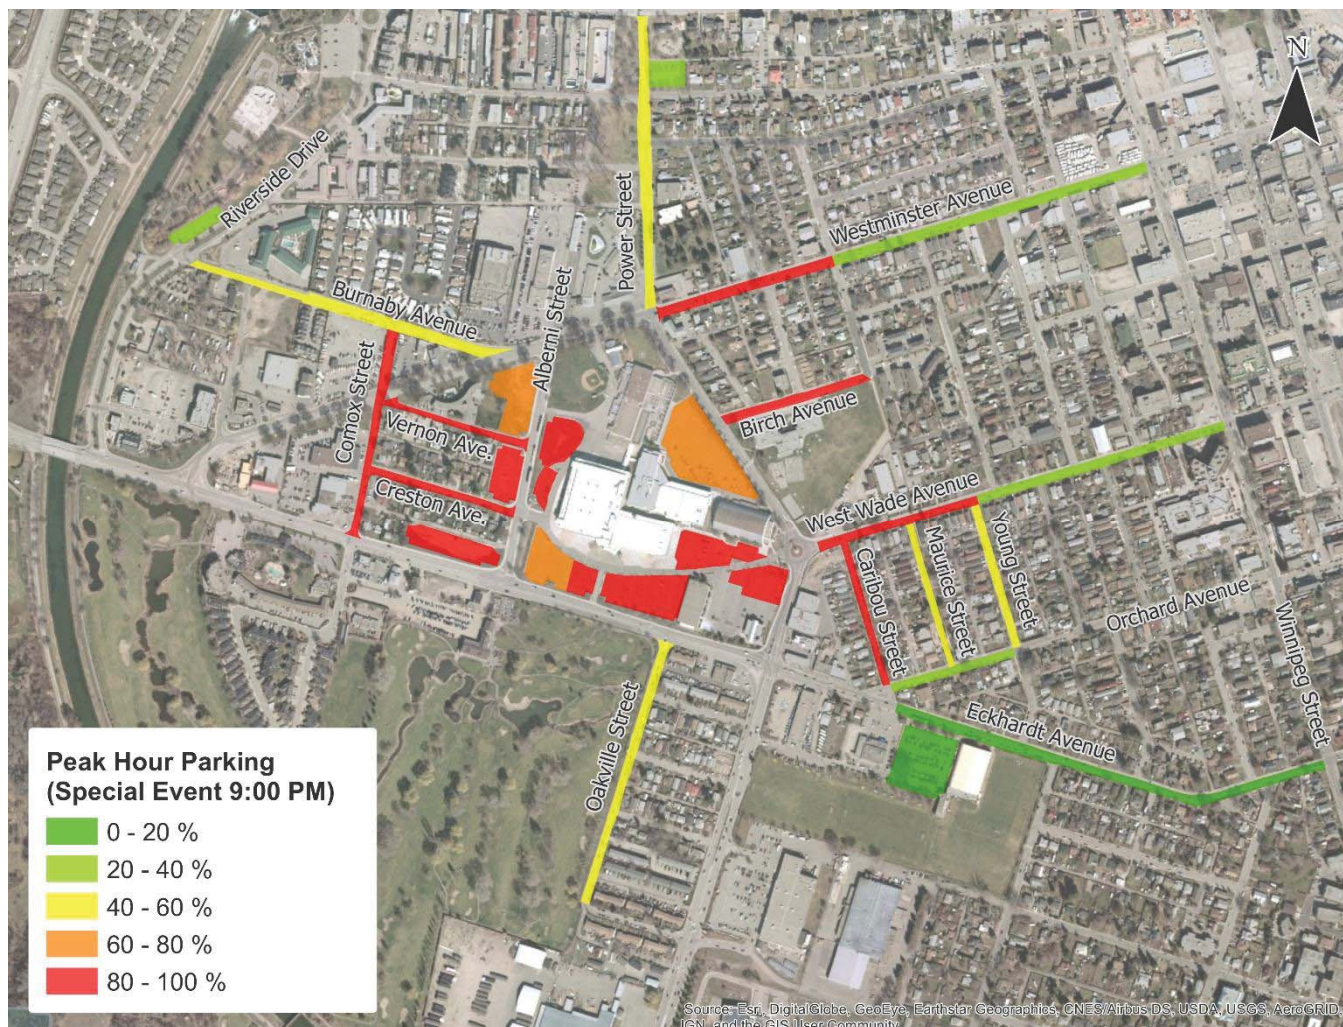 N
Riverside Drive
Power Street
Westminster Avenue
Burnaby Avenue
Alberni Street
Comox Street
Vernon Ave.
Birch Avenue
Creston Ave.
West Wade Avenue
Caribou Street
Maurice Street
Young Street
Orchard Avenue
Winnipeg Street
Oakville Street
Eckhardt Avenue
Peak Hour Parking
(Special Event 9:00 PM)
0 - 20 %
20 - 40 %
40 - 60 %
60 - 80 %
80 - 100 %
Source: Esri, DigitalGlobe, GeoEye, Earthstar Geographics, CNES/Airbus DS, USDA, USGS, AeroGRID,
IGN, and the GIS User Community